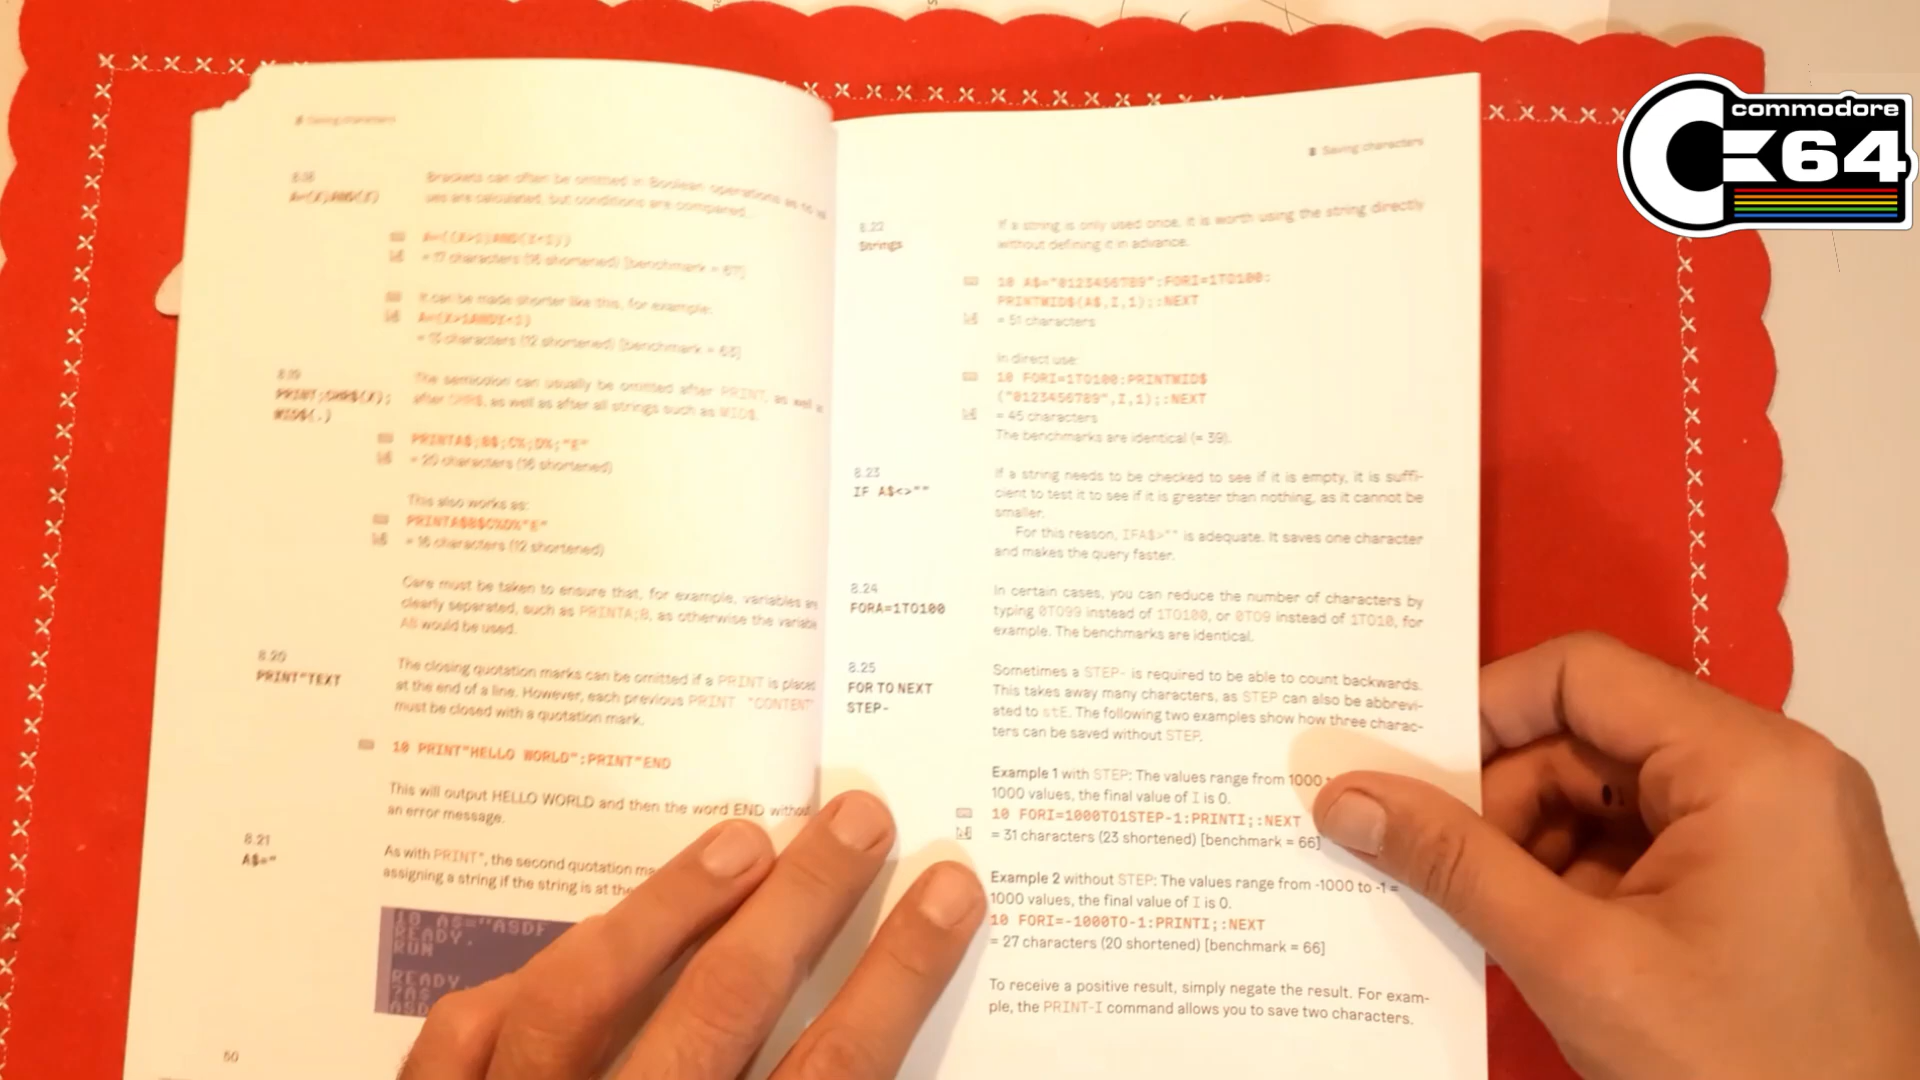 8 Saving characters
8.18
A=(X)AND(X)
Brackets can often be omitted in Boolean operations as no
ues are calculated, but conditions are compared.
A=((X>1)AND(Y<1))
= 17 characters (16 shortened) [benchmark = 67]
It can be made shorter like this, for example:
A=(X>1ANDY<1)
characters (12 shortened) [benchmark = 63]
8.19
PRINT;CHR$(X);
MID$(.)
The semicolon can usually be omitted after PRINT, as well as
after CHR$, as well as after all strings such as MID$.
PRINTA$;B$;C%;D%;"E"
= 20 characters (16 shortened)
This also works as:
PRINTA$B$C%D%"E"
= 16 characters (12 shortened)
Care must be taken to ensure that, for example, variables are
clearly separated, such as PRINTA;B, as otherwise the variable
AB would be used.
8.20
PRINT"TEXT
The closing quotation marks can be omitted if a PRINT is placed
at the end of a line. However, each previous PRINT "CONTENT"
must be closed with a quotation mark.
10 PRINT"HELLO WORLD":PRINT"END
This will output HELLO WORLD and then the word END without
an error message.
8.21
A$="
As with PRINT", the second quotation ma
assigning a string if the string is at the
10 A$="ASDF
READY.
RUN
READY.
?A$
ASD
50
8 Saving characters
8.22
Strings
If a string is only used once, it is worth using the string directly
without defining it in advance.
10 A$="0123456789":FORI=1TO100:
PRINTMID$(A$,I,1);:NEXT
= 51 characters
In direct use:
10 FORI=1TO100:PRINTMID$
("0123456789",I,1);:NEXT
= 45 characters
The benchmarks are identical (= 39).
8.23
IF A$<>""
If a string needs to be checked to see if it is empty, it is suffi-
cient to test it to see if it is greater than nothing, as it cannot be
smaller.
For this reason, IFA$>"" is adequate. It saves one character
and makes the query faster.
8.24
FORA=1TO100
In certain cases, you can reduce the number of characters by
typing 0TO99 instead of 1TO100, or 0TO9 instead of 1TO10, for
example. The benchmarks are identical.
8.25
FOR TO NEXT
STEP-
Sometimes a STEP- is required to be able to count backwards.
This takes away many characters, as STEP can also be abbrevi-
ated to stE. The following two examples show how three charac-
ters can be saved without STEP.
Example 1 with STEP: The values range from 1000
1000 values, the final value of I is 0.
10 FORI=1000TO1STEP-1:PRINTI;:NEXT
= 31 characters (23 shortened) [benchmark = 66]
Example 2 without STEP: The values range from -1000 to -1 =
1000 values, the final value of I is 0.
10 FORI=-1000TO-1:PRINTI;:NEXT
= 27 characters (20 shortened) [benchmark = 66]
To receive a positive result, simply negate the result. For exam-
ple, the PRINT-I command allows you to save two characters.
commodore
64